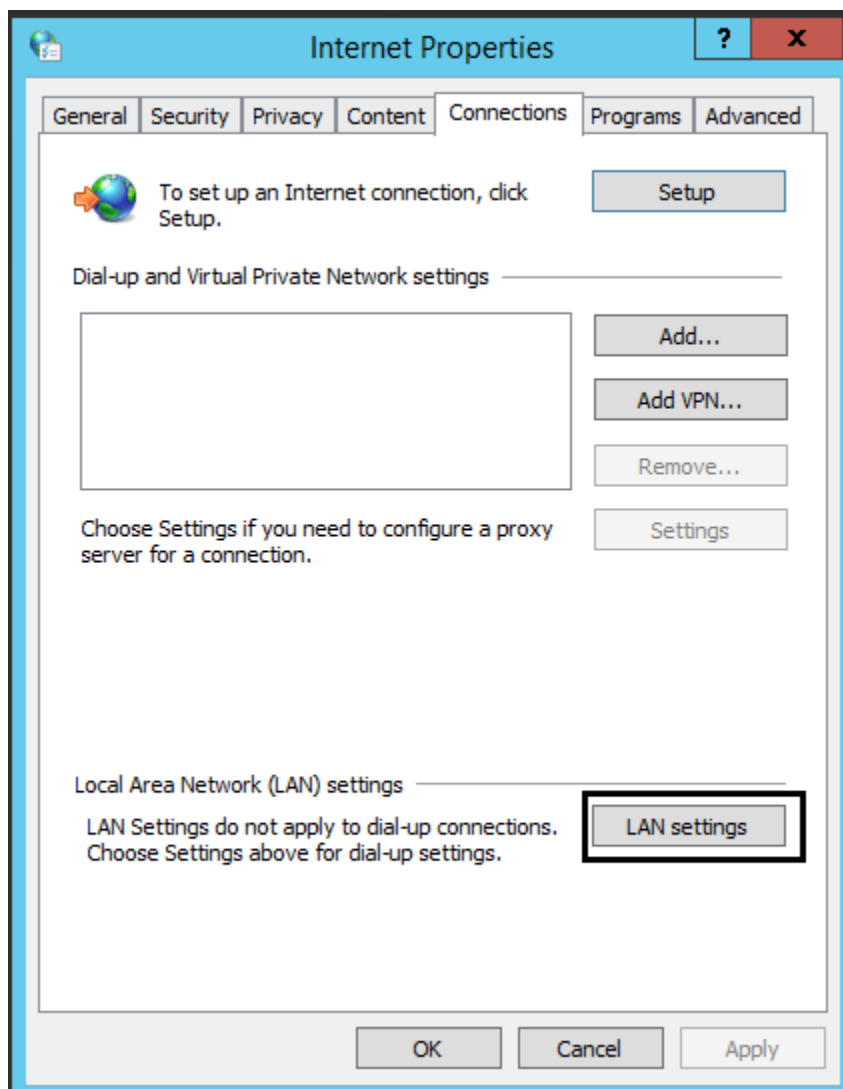 Internet Properties
?
x
General
Security
Privacy
Content
Connections
Programs
Advanced
To set up an Internet connection, click
Setup.
Setup
Dial-up and Virtual Private Network settings
Add...
Add VPN...
Remove...
Choose Settings if you need to configure a proxy
server for a connection.
Settings
Local Area Network (LAN) settings
LAN Settings do not apply to dial-up connections.
Choose Settings above for dial-up settings.
LAN settings
OK
Cancel
Apply